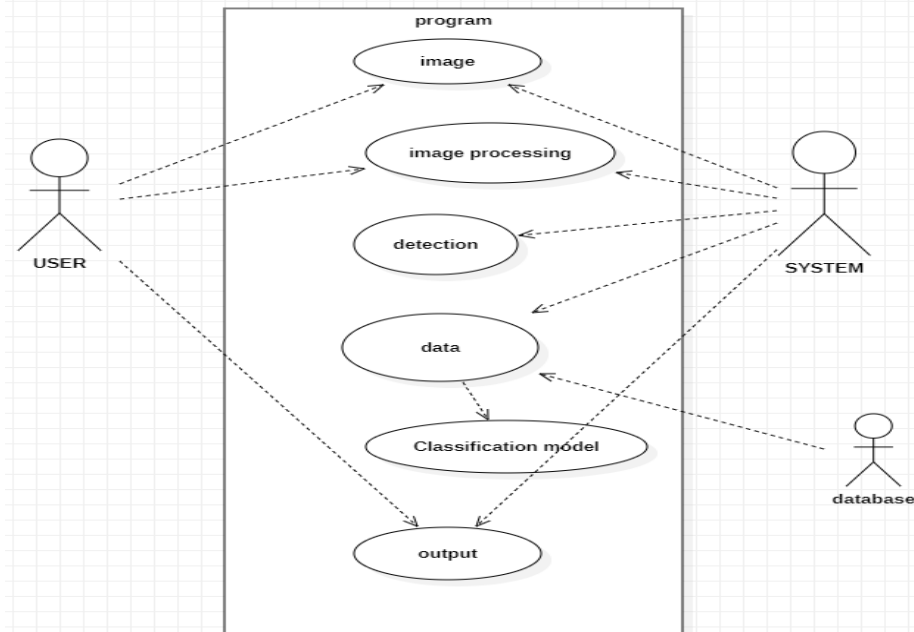 program
image
image processing
detection
USER
SYSTEM
data
Classification model
database
output